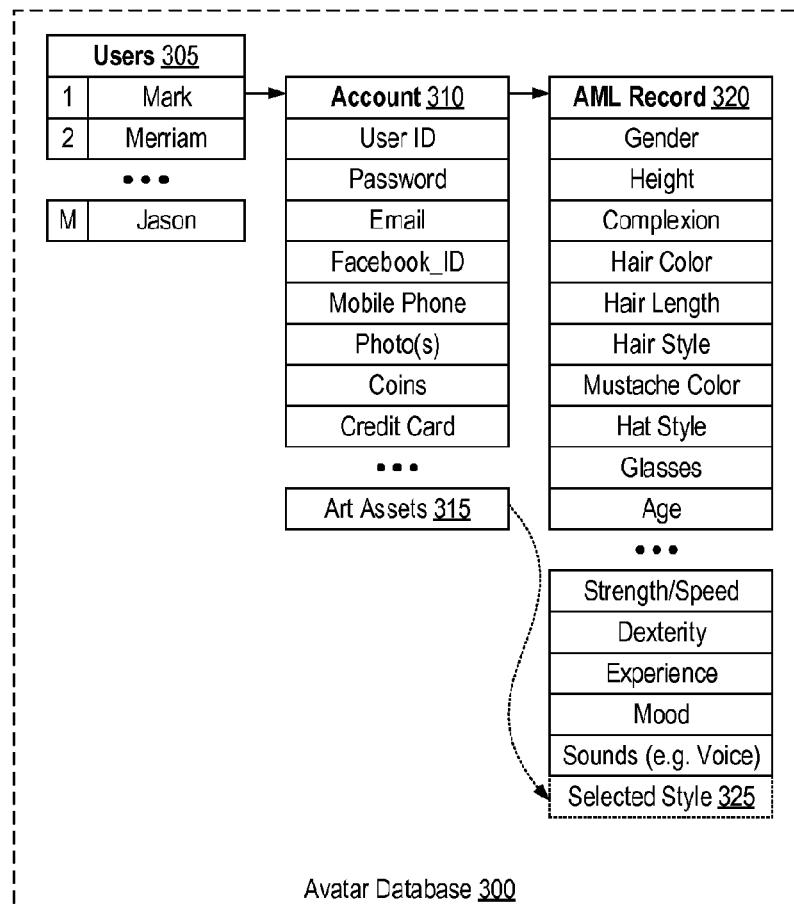 Users 305
1 Mark
2 Merriam
•••
M Jason
Account 310
User ID
Password
Email
Facebook_ID
Mobile Phone
Photo(s)
Coins
Credit Card
•••
Art Assets 315
AML Record 320
Gender
Height
Complexion
Hair Color
Hair Length
Hair Style
Mustache Color
Hat Style
Glasses
Age
•••
Strength/Speed
Dexterity
Experience
Mood
Sounds (e.g. Voice)
Selected Style 325
Avatar Database 300